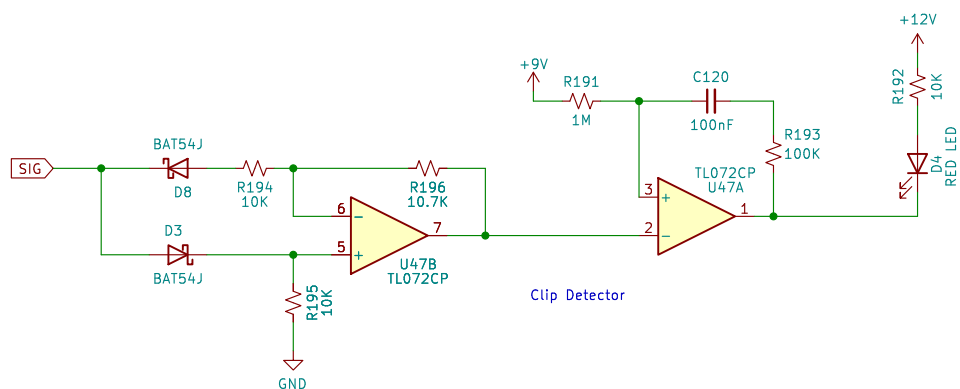 +12V
R192
10K
+9V
R191
1M
C120
100nF
R193
100K
D4
RED LED
BAT54J
D8
SIG
R194
10K
R196
10.7K
TL072CP
U47A
3
+
2
−
1
6
−
5
+
7
D3
BAT54J
U47B
TL072CP
R195
10K
Clip Detector
GND